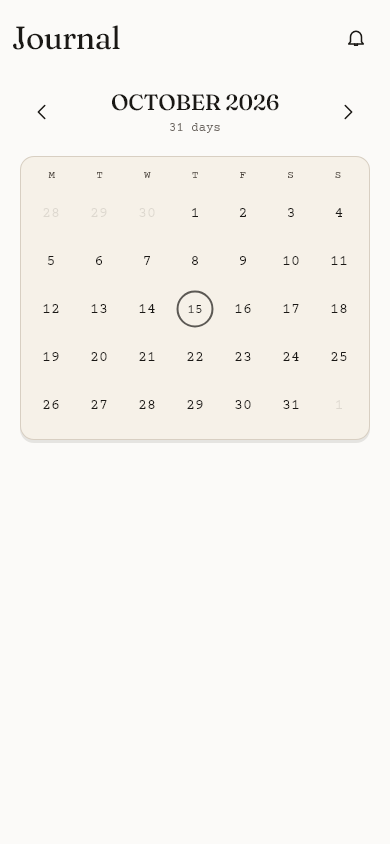 Journal
OCTOBER 2026
31 days
M T W T F S S
28 29 30 1 2 3 4
5 6 7 8 9 10 11
12 13 14 15 16 17 18
19 20 21 22 23 24 25
26 27 28 29 30 31 1